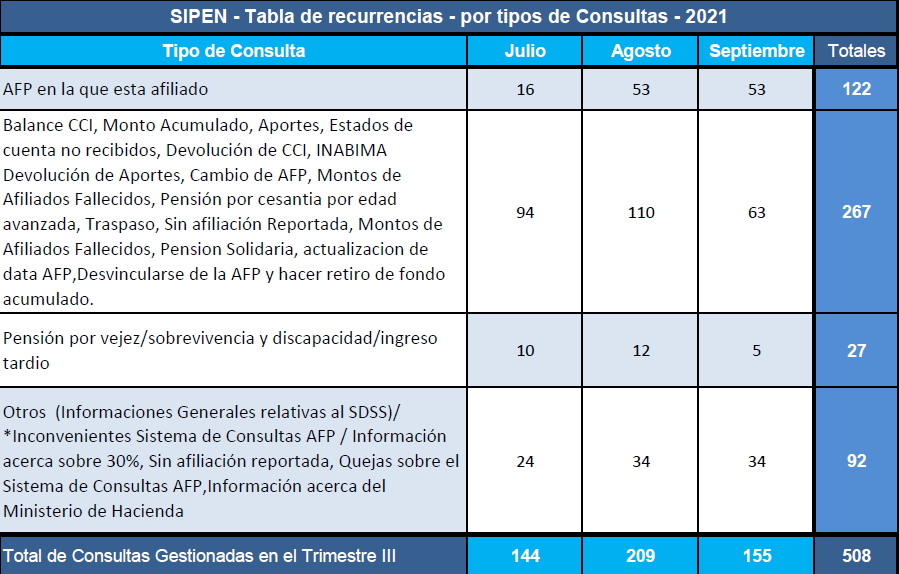 SIPEN - Tabla de recurrencias - por tipos de Consultas - 2021
Tipo de Consulta Julio Agosto Septiembre Totales
AFP en la que esta afiliado 16 53 53 122
Balance CCI, Monto Acumulado, Aportes, Estados de
cuenta no recibidos, Devolución de CCI, INABIMA
Devolución de Aportes, Cambio de AFP, Montos de
Afiliados Fallecidos, Pensión por cesantia por edad
avanzada, Traspaso, Sin afiliación Reportada, Montos de
Afiliados Fallecidos, Pension Solidaria, actualizacion de
data AFP,Desvincularse de la AFP y hacer retiro de fondo
acumulado.
94 110 63 267
Pensión por vejez/sobrevivencia y discapacidad/ingreso
tardio
10 12 5 27
Otros (Informaciones Generales relativas al SDSS)/
*Inconvenientes Sistema de Consultas AFP / Información
acerca sobre 30%, Sin afiliación reportada, Quejas sobre el
Sistema de Consultas AFP,Información acerca del
Ministerio de Hacienda
24 34 34 92
Total de Consultas Gestionadas en el Trimestre III 144 209 155 508